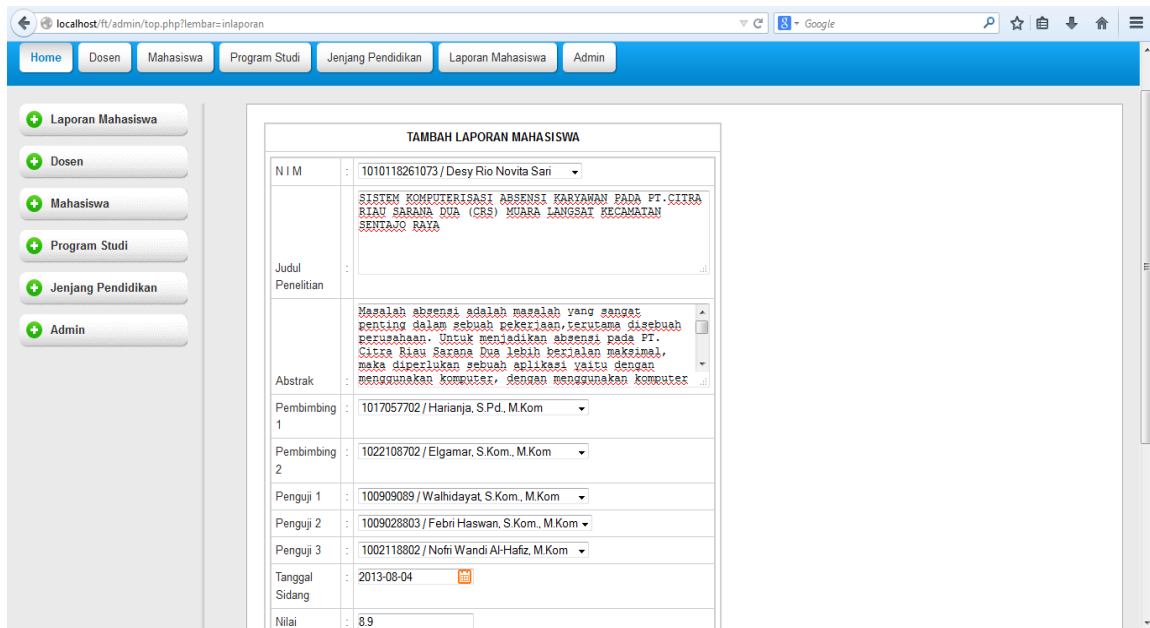 localhost/ft/admin/top.php?lembar=inlaporan
Google
Home Dosen Mahasiswa Program Studi Jenjang Pendidikan Laporan Mahasiswa Admin
Laporan Mahasiswa
Dosen
Mahasiswa
Program Studi
Jenjang Pendidikan
Admin
TAMBAH LAPORAN MAHASISWA
N I M : 1010118261073 / Desy Rio Novita Sari
SISTEM KOMPUTERISASI ABSENSI KARYAWAN PADA PT.CITRA
RIAU SARANA DUA (CRS) MUARA LANGSAT KECAMATAN
SENTAJO RAYA
Judul :
Penelitian
Masalah absensi adalah masalah yang sangat
penting dalam sebuah pekerjaan,terutama disebuah
perusahaan. Untuk menjadikan absensi pada PT.
Citra Riau Sarana Dua lebih berjalan maksimal,
maka diperlukan sebuah aplikasi yaitu dengan
Abstrak : menggunakan komputer, dengan menggunakan komputer
Pembimbing : 1017057702 / Harianja, S.Pd., M.Kom
1
Pembimbing : 1022108702 / Elgamar, S.Kom., M.Kom
2
Penguji 1 : 100909089 / Walhidayat, S.Kom., M.Kom
Penguji 2 : 1009028803 / Febri Haswan, S.Kom., M.Kom
Penguji 3 : 1002118802 / Nofri Wandi Al-Hafiz, M.Kom
Tanggal : 2013-08-04
Sidang
Nilai : 8.9